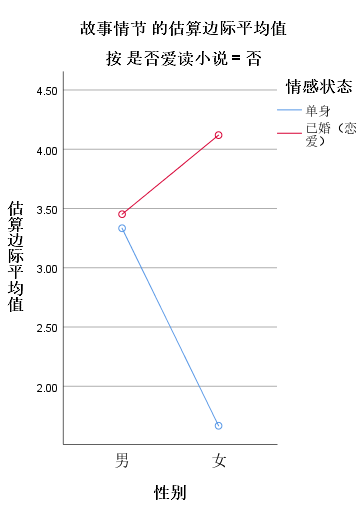 故事情节 的估算边际平均值
按 是否爱读小说 = 否
情感状态
单身
已婚（恋
爱）
估算边际平均值
4.50
4.00
3.50
3.00
2.50
2.00
男
女
性别